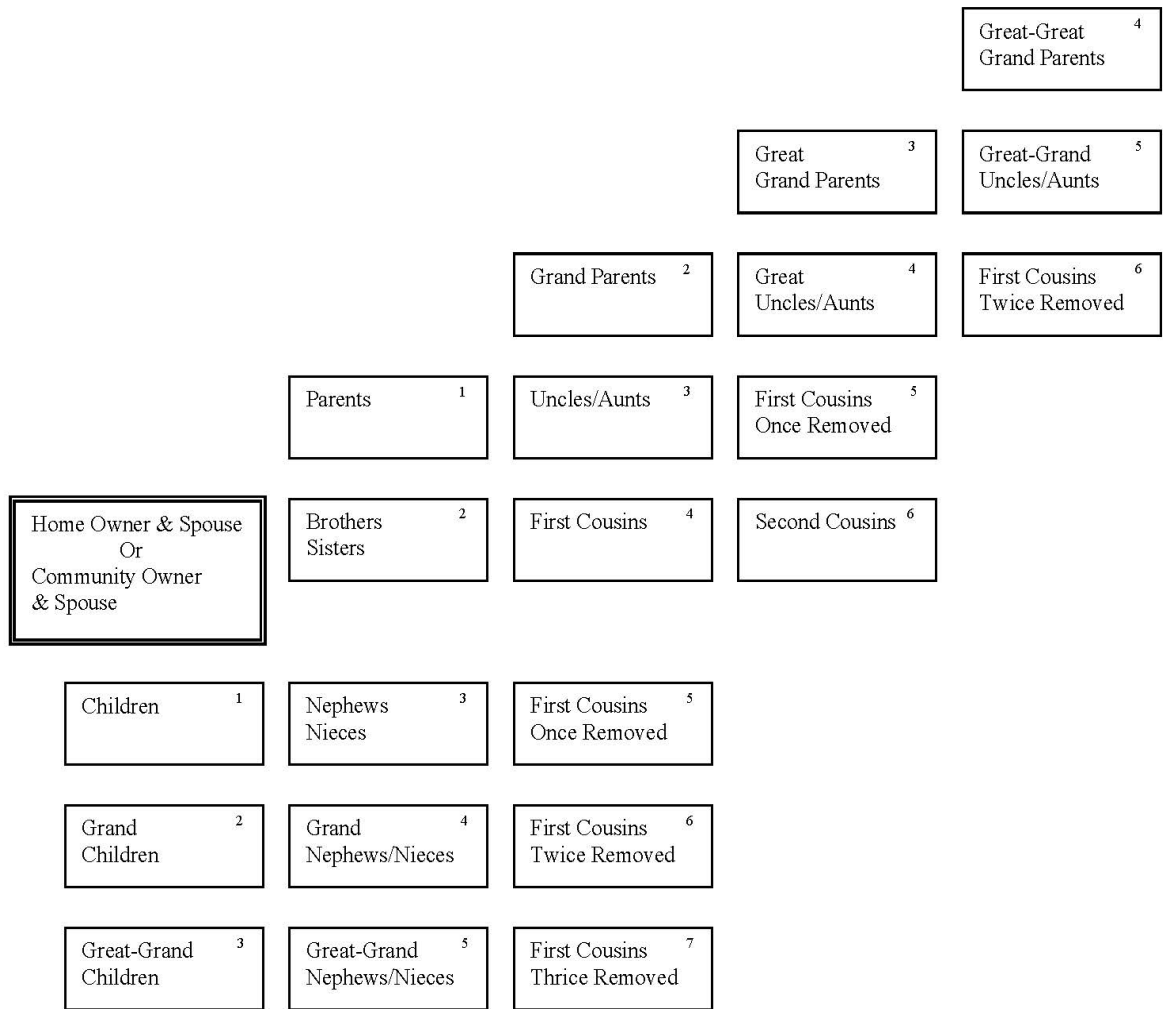 Great-Great 4
Grand Parents
Great 3
Grand Parents
Great-Grand 5
Uncles/Aunts
Grand Parents 2
Great 4
Uncles/Aunts
First Cousins 6
Twice Removed
Parents 1
Uncles/Aunts 3
First Cousins 5
Once Removed
Home Owner & Spouse
Or
Community Owner
& Spouse
Brothers 2
Sisters
First Cousins 4
Second Cousins 6
Children 1
Nephews 3
Nieces
First Cousins 5
Once Removed
Grand 2
Children
Grand 4
Nephews/Nieces
First Cousins 6
Twice Removed
Great-Grand 3
Children
Great-Grand 5
Nephews/Nieces
First Cousins 7
Thrice Removed